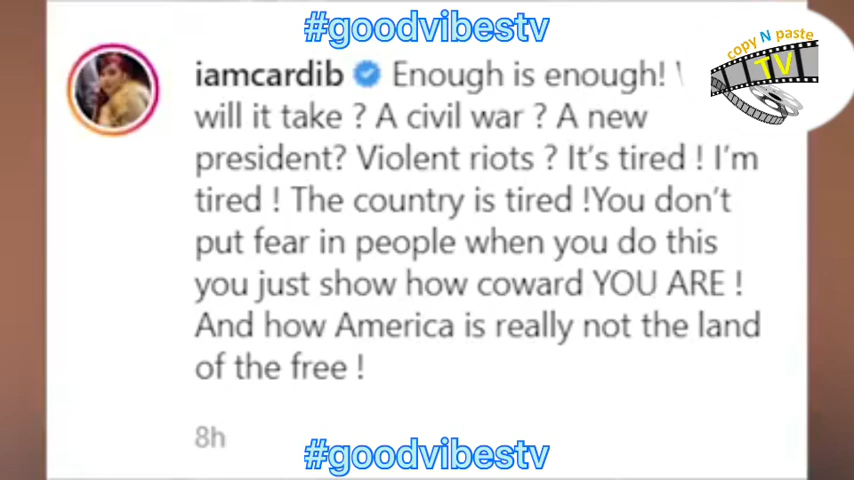 #goodvibestv
copy N paste
TV
iamcardib Enough is enough!
will it take ? A civil war ? A new
president? Violent riots ? It's tired ! I'm
tired ! The country is tired !You don't
put fear in people when you do this
you just show how coward YOU ARE !
And how America is really not the land
of the free !
8h
#goodvibestv